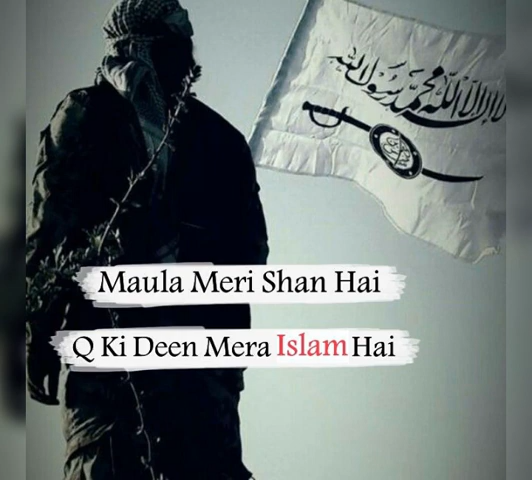 لا اله الا الله محمد رسول الله
Maula Meri Shan Hai
Q Ki Deen Mera Islam Hai